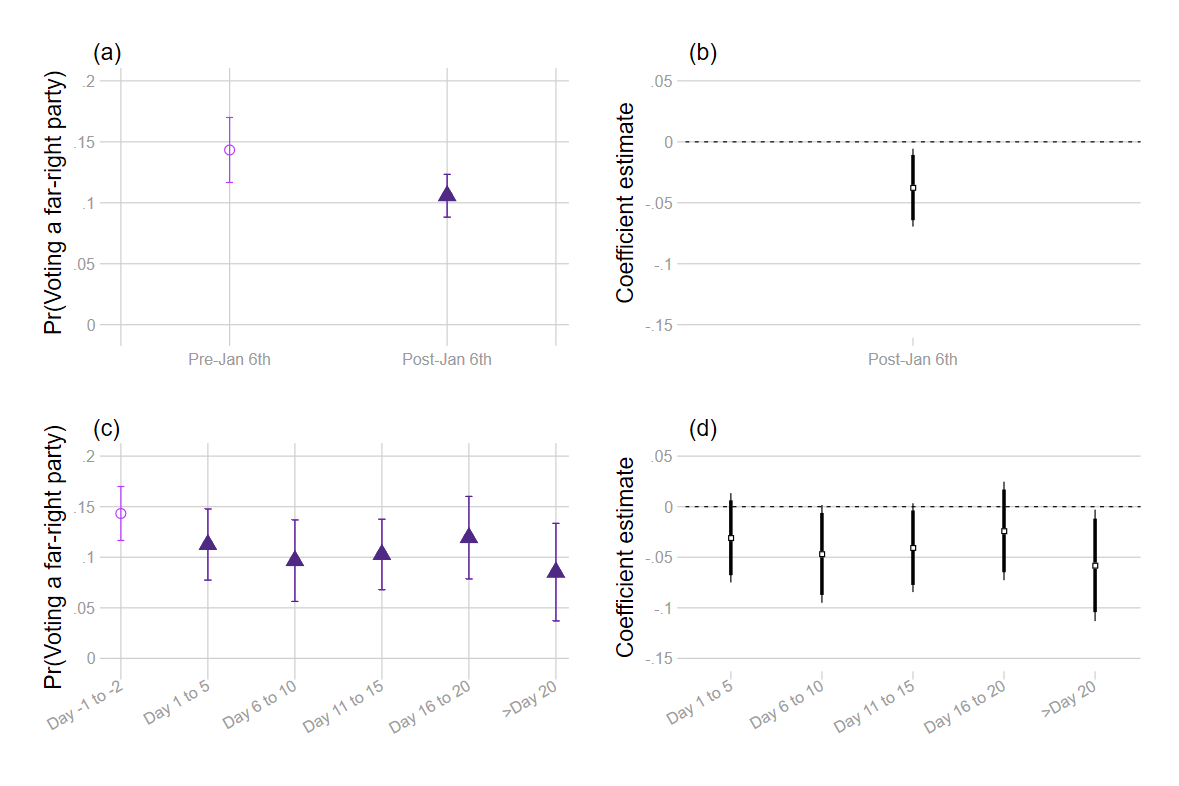 (a)
Pr(Voting a far-right party)
.2
.15
.1
.05
0
Pre-Jan 6th
Post-Jan 6th
(b)
Coefficient estimate
.05
0
-.05
-.1
-.15
Post-Jan 6th
(c)
Pr(Voting a far-right party)
.2
.15
.1
.05
0
Day -1 to -2
Day 1 to 5
Day 6 to 10
Day 11 to 15
Day 16 to 20
>Day 20
(d)
Coefficient estimate
.05
0
-.05
-.1
-.15
Day 1 to 5
Day 6 to 10
Day 11 to 15
Day 16 to 20
>Day 20